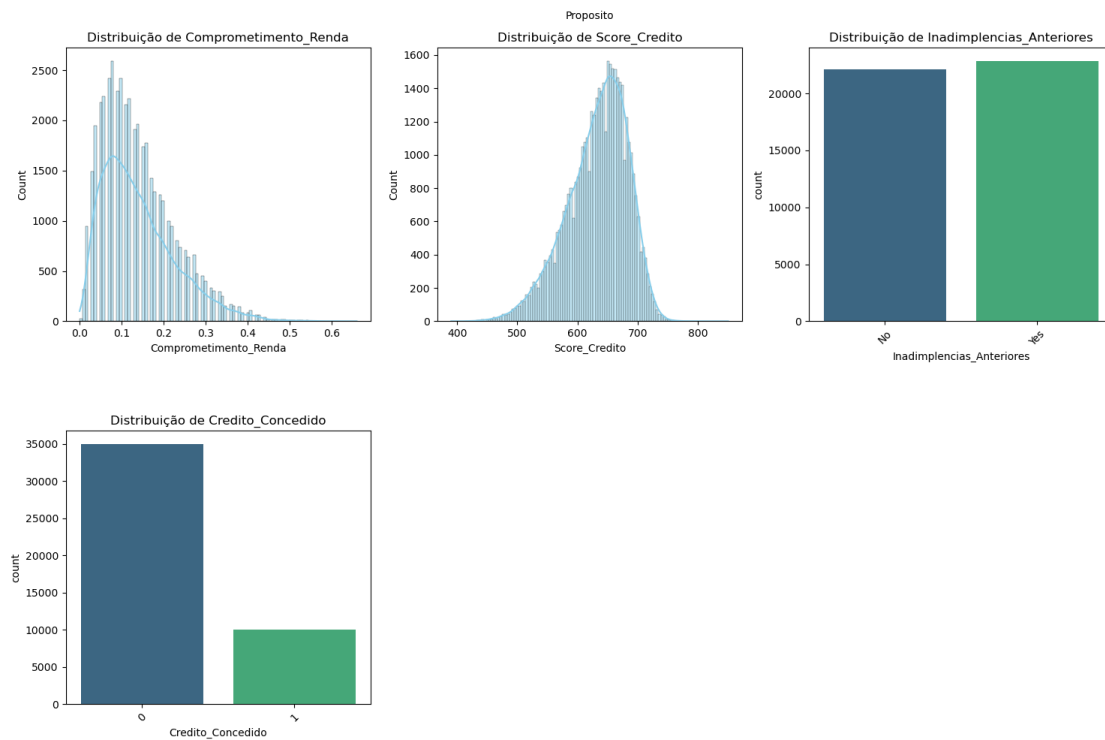 Proposito
Distribuição de Comprometimento_Renda
Count
2500
2000
1500
1000
500
0
0.0 0.1 0.2 0.3 0.4 0.5 0.6
Comprometimento_Renda
Distribuição de Score_Credito
Count
1600
1400
1200
1000
800
600
400
200
0
400 500 600 700 800
Score_Credito
Distribuição de Inadimplencias_Anteriores
count
20000
15000
10000
5000
0
No Yes
Inadimplencias_Anteriores
Distribuição de Credito_Concedido
count
35000
30000
25000
20000
15000
10000
5000
0
0 1
Credito_Concedido